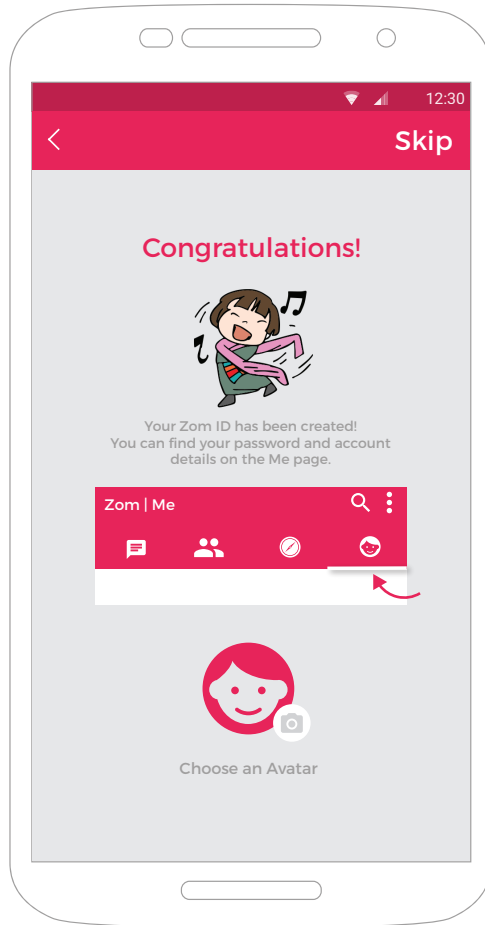 12:30
Skip
Congratulations!
Your Zom ID has been created!
You can find your password and account
details on the Me page.
Zom | Me
Choose an Avatar